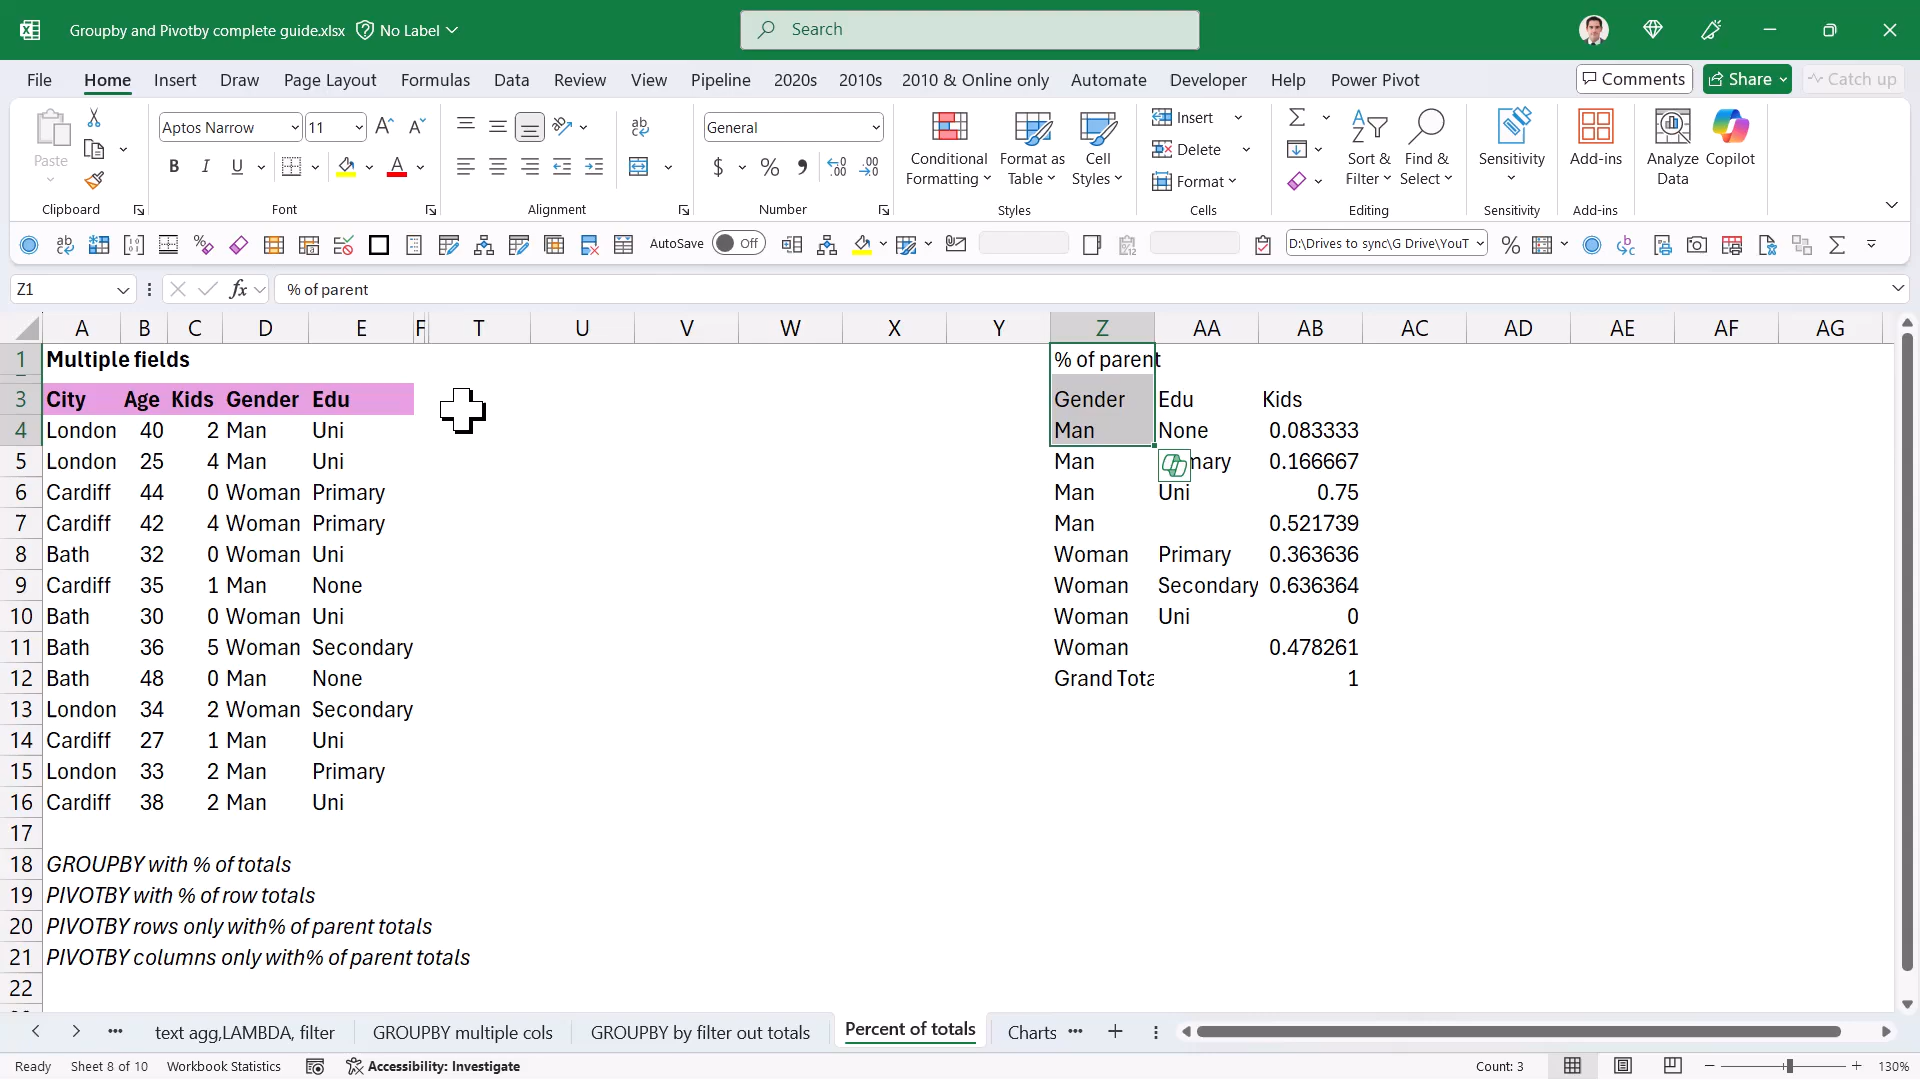 Groupby and Pivotby complete guide.xlsx No Label Search
File Home Insert Draw Page Layout Formulas Data Review View Pipeline 2020s 2010s 2010 & Online only Automate Developer Help Power Pivot Comments Share Catch up
Paste
Aptos Narrow 11
B I U
General
Conditional Formatting
Format as Table
Cell Styles
Insert
Delete
Format
Sort & Filter
Find & Select
Sensitivity
Add-ins
Analyze Data
Copilot
Clipboard Font Alignment Number Styles Cells Editing Sensitivity Add-ins
AutoSave Off D:\Drives to sync\G Drive\YouT
Z1 fx % of parent
A B C D E F T U V W X Y Z AA AB AC AD AE AF AG
1 Multiple fields % of parent
3 City Age Kids Gender Edu Gender Edu Kids
4 London 40 2 Man Uni Man None 0.083333
5 London 25 4 Man Uni Man mary 0.166667
6 Cardiff 44 0 Woman Primary Man Uni 0.75
7 Cardiff 42 4 Woman Primary Man 0.521739
8 Bath 32 0 Woman Uni Woman Primary 0.363636
9 Cardiff 35 1 Man None Woman Secondary 0.636364
10 Bath 30 0 Woman Uni Woman Uni 0
11 Bath 36 5 Woman Secondary Woman 0.478261
12 Bath 48 0 Man None Grand Tota 1
13 London 34 2 Woman Secondary
14 Cardiff 27 1 Man Uni
15 London 33 2 Man Primary
16 Cardiff 38 2 Man Uni
17
18 GROUPBY with % of totals
19 PIVOTBY with % of row totals
20 PIVOTBY rows only with% of parent totals
21 PIVOTBY columns only with% of parent totals
22
text agg,LAMBDA, filter GROUPBY multiple cols GROUPBY by filter out totals Percent of totals Charts
Ready Sheet 8 of 10 Workbook Statistics Accessibility: Investigate Count: 3 130%